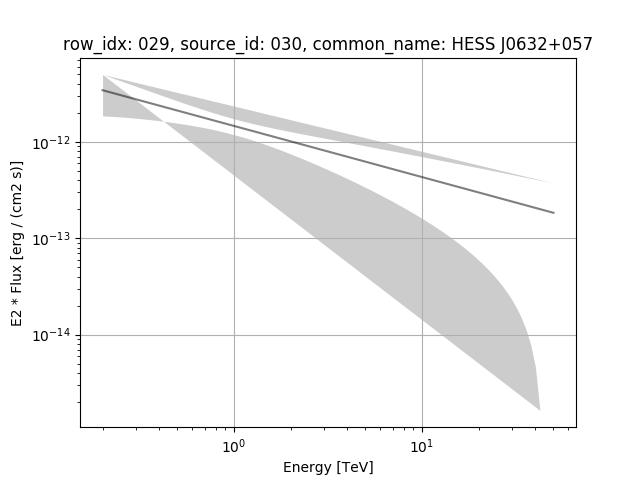 row_idx: 029, source_id: 030, common_name: HESS J0632+057
E2 * Flux [erg / (cm2 s)]
10⁻¹²
10⁻¹³
10⁻¹⁴
10⁰ 10¹
Energy [TeV]